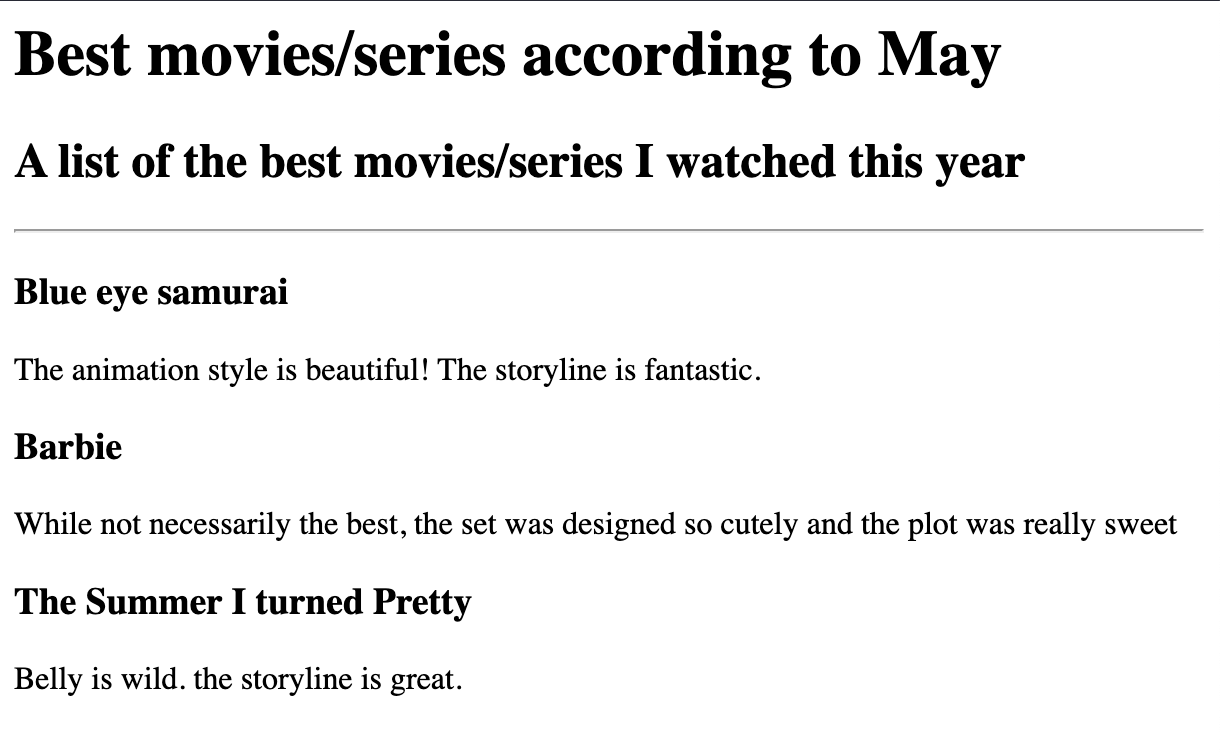 Best movies/series according to May
A list of the best movies/series I watched this year
Blue eye samurai
The animation style is beautiful! The storyline is fantastic.
Barbie
While not necessarily the best, the set was designed so cutely and the plot was really sweet
The Summer I turned Pretty
Belly is wild. the storyline is great.